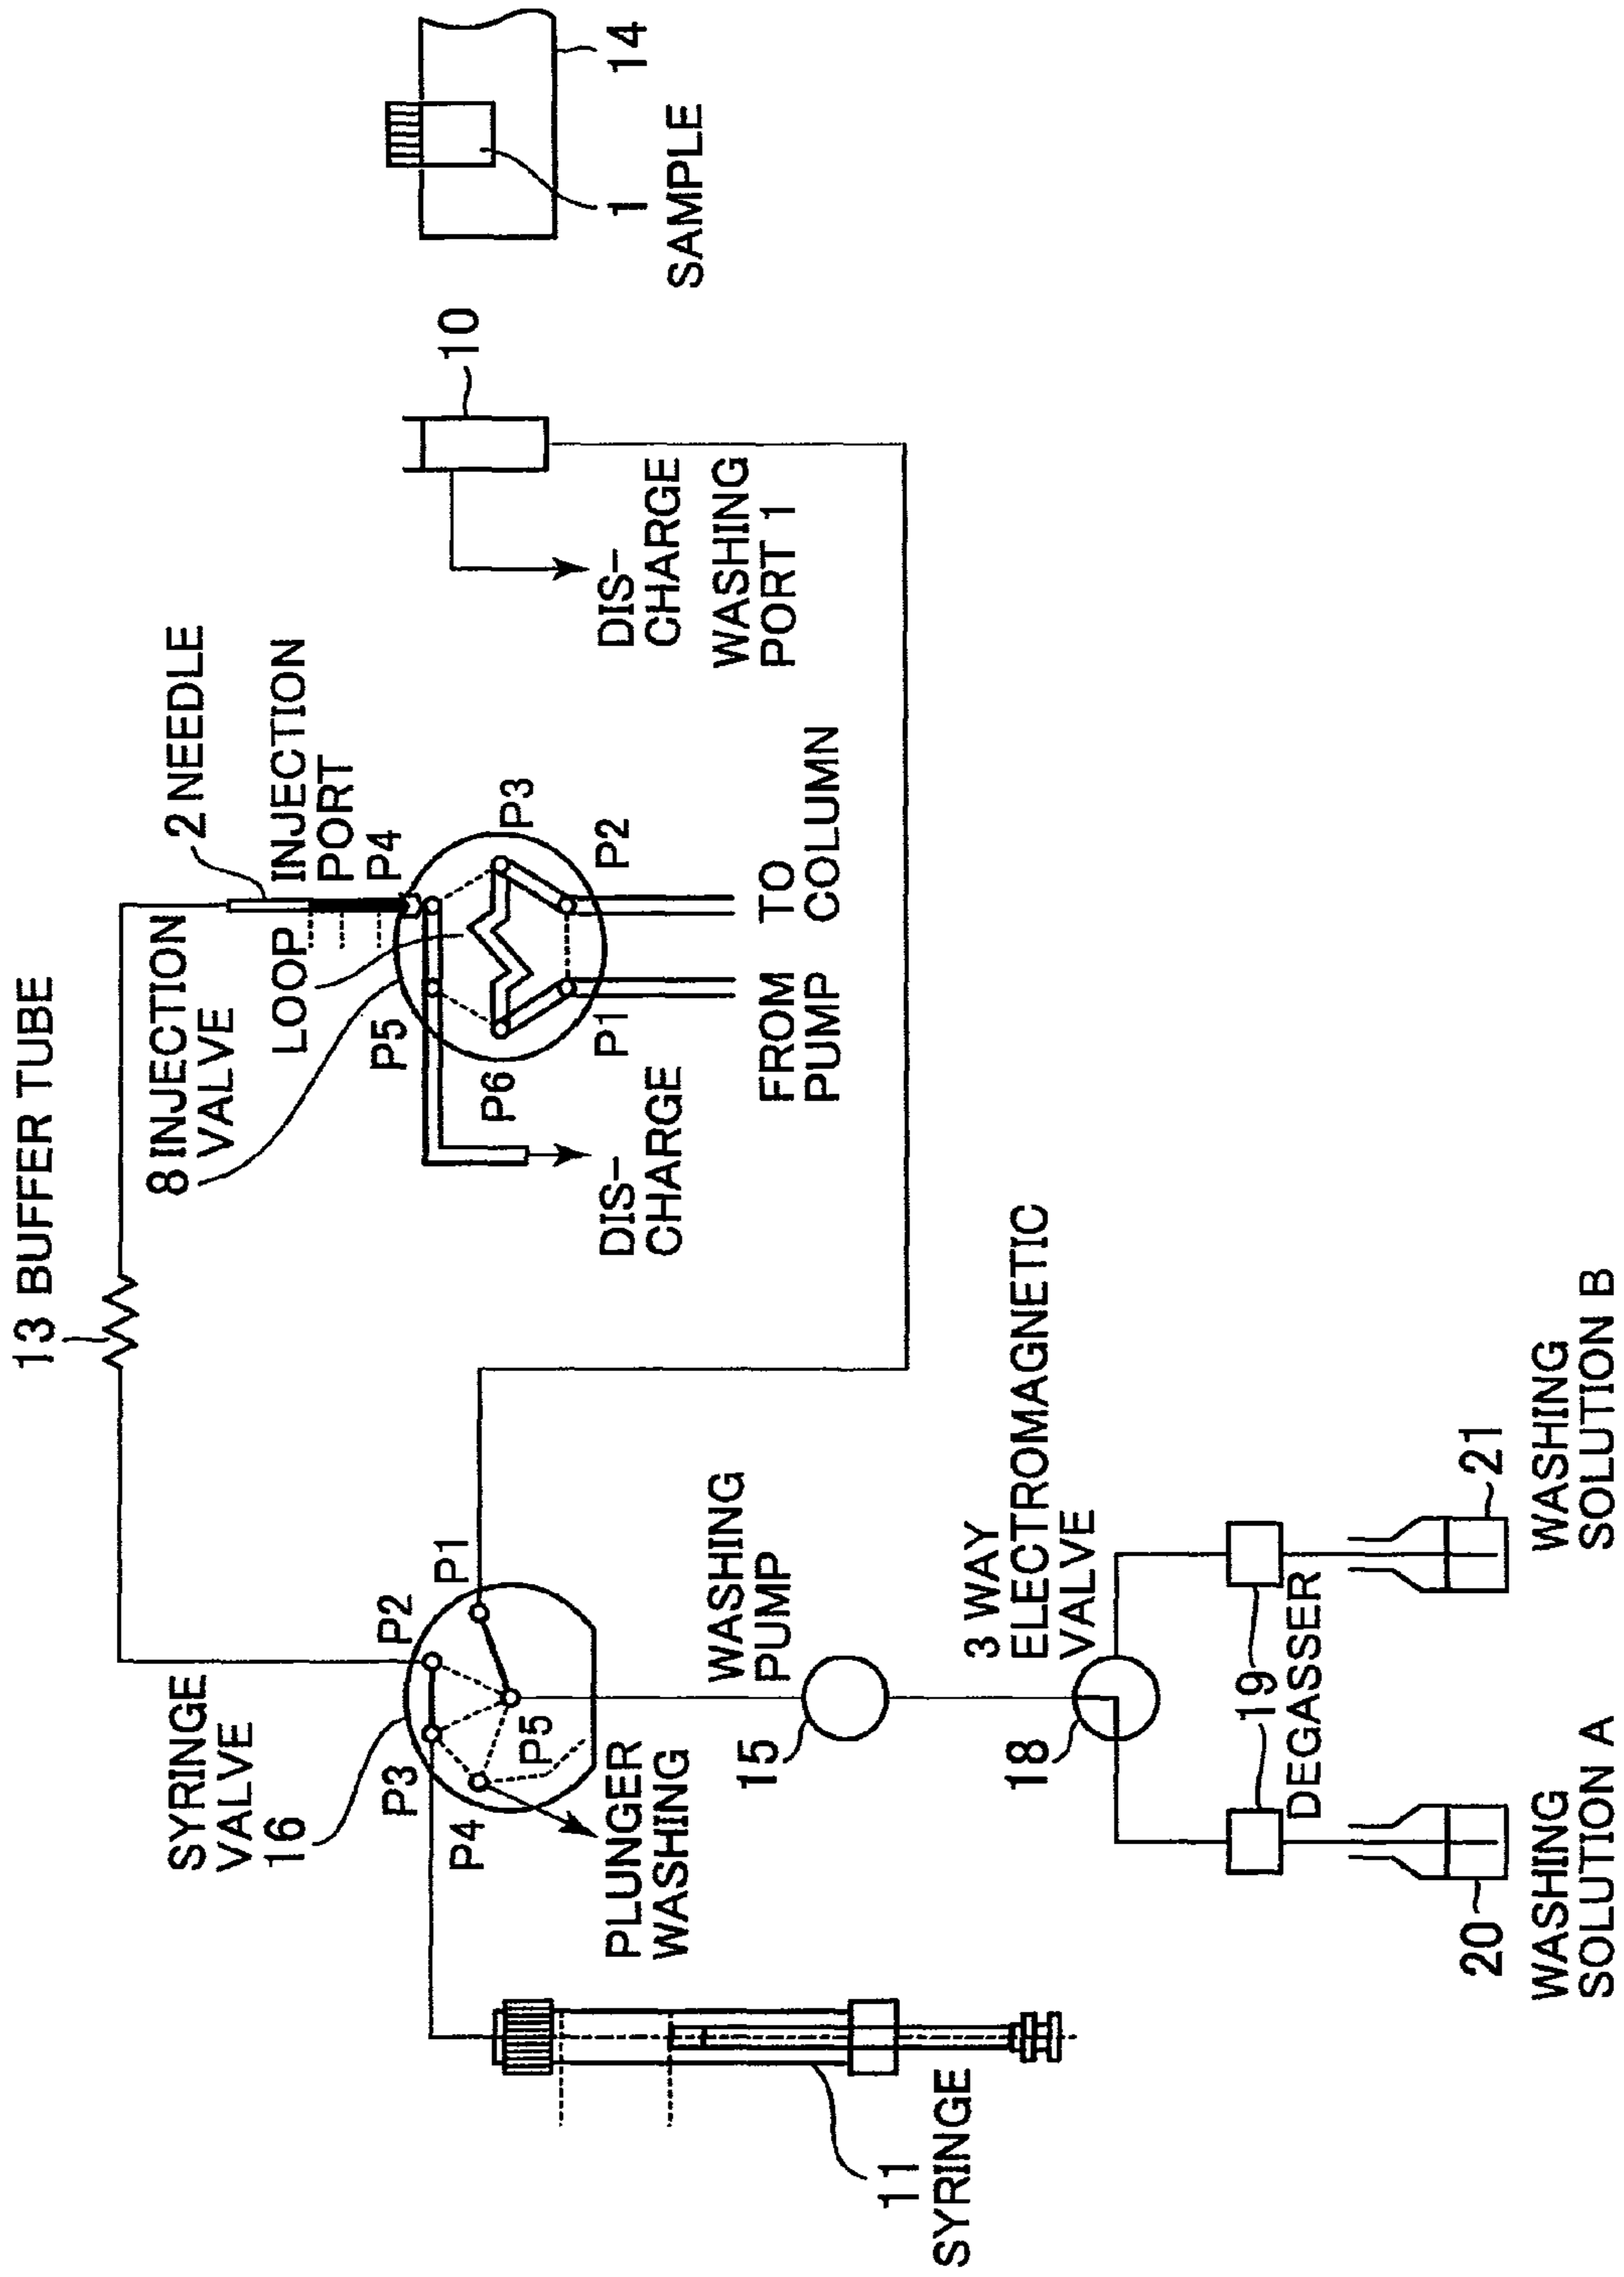 13 BUFFER TUBE
2 NEEDLE
INJECTION
PORT
P4
LOOP
8 INJECTION
VALVE
P5
P3
P6
P1
P2
FROM
PUMP
TO
COLUMN
DIS-
CHARGE
10
DIS-
CHARGE
WASHING
PORT 1
14
1
SAMPLE
SYRINGE
VALVE
16
P2
P1
P3
P4
P5
PLUNGER
WASHING
WASHING
PUMP
15
11
SYRINGE
3 WAY
ELECTROMAGNETIC
VALVE
18
19
DEGASSER
20
WASHING
SOLUTION A
21
WASHING
SOLUTION B